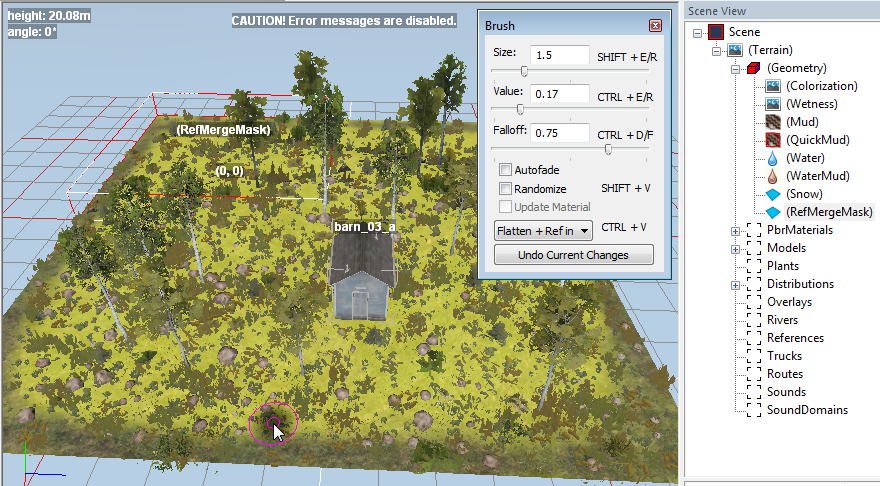 height: 20.08m
angle: 0*
CAUTION! Error messages are disabled.
(RefMergeMask)
(0, 0)
barn_03_a
Brush
Size: 1.5 SHIFT + E/R
Value: 0.17 CTRL + E/R
Falloff: 0.75 CTRL + D/F
Autofade
Randomize SHIFT + V
Update Material
Flatten + Ref in CTRL + V
Undo Current Changes
Scene View
Scene
(Terrain)
(Geometry)
(Colorization)
(Wetness)
(Mud)
(QuickMud)
(Water)
(WaterMud)
(Snow)
(RefMergeMask)
PbrMaterials
Models
Plants
Distributions
Overlays
Rivers
References
Trucks
Routes
Sounds
SoundDomains